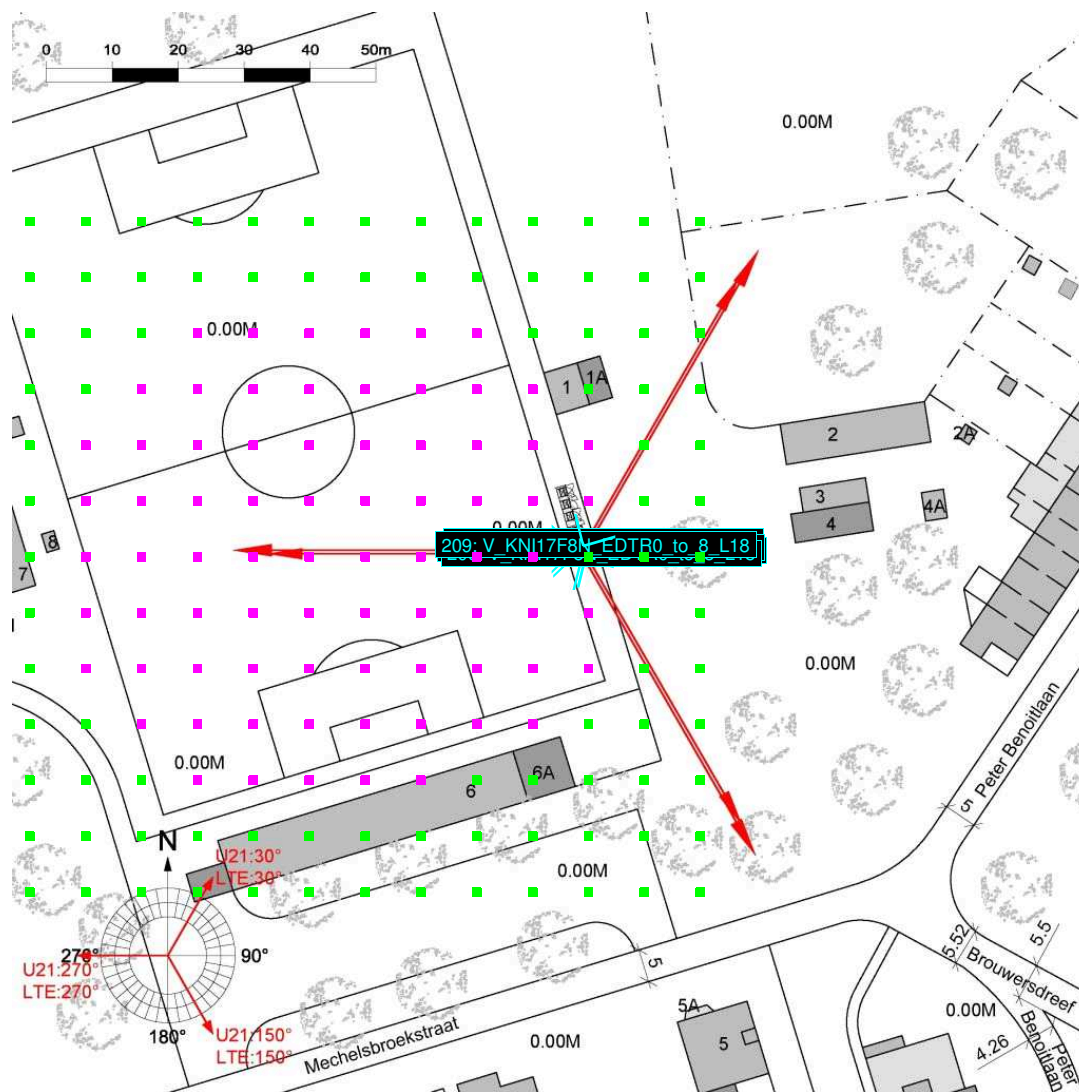 0 10 20 30 40 50m
0.00M
0.00M
1 1A
2 2A
3
4 4A
0.00M
209: V_KNI17F8N_EDTR0_to_8_L18
8
7
0.00M
0.00M
6 6A
Peter Benoitlaan
5
N
U21:30°
LTE:30°
0.00M
270° 90°
U21:270°
LTE:270°
180°
U21:150°
LTE:150°
5
5.52
5.5
Brouwersdreef
Mechelsbroekstraat
0.00M
5A
5
0.00M
4.26
Peter
Benoitlaan